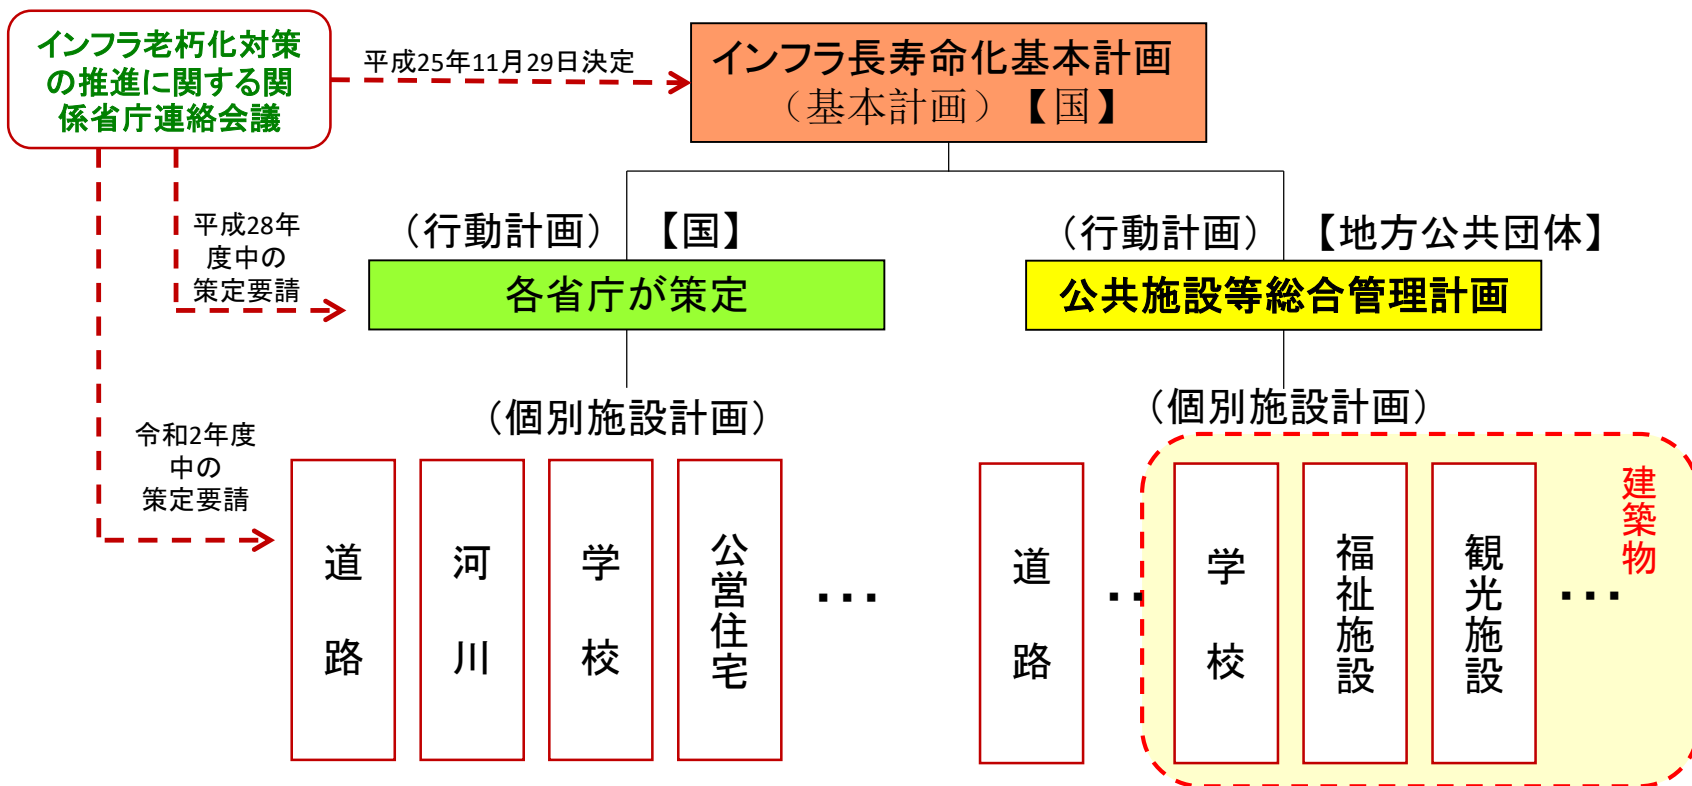 インフラ老朽化対策
の推進に関する関
係省庁連絡会議
平成25年11月29日決定
インフラ長寿命化基本計画
（基本計画）【国】
平成28年
度中の
策定要請
（行動計画）【国】
各省庁が策定
（行動計画）【地方公共団体】
公共施設等総合管理計画
令和2年度
中の
策定要請
（個別施設計画）
道路
河川
学校
公営住宅
・・・
（個別施設計画）
道路
・・
学校
福祉施設
観光施設
・・・
建築物